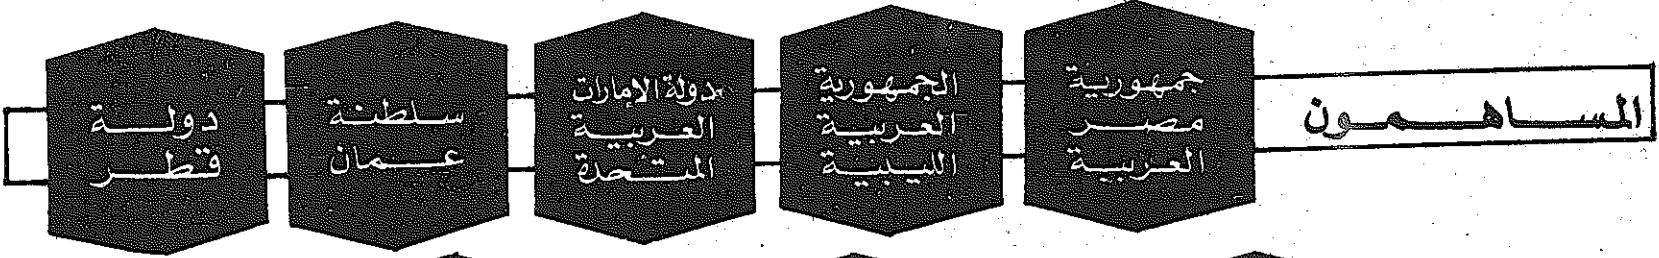 المساهمون
جمهورية
مصر
العربية
الجمهورية
العربية
الليبية
دولة الإمارات
العربية
المتحدة
سلطنة
عمان
دولة
قطر